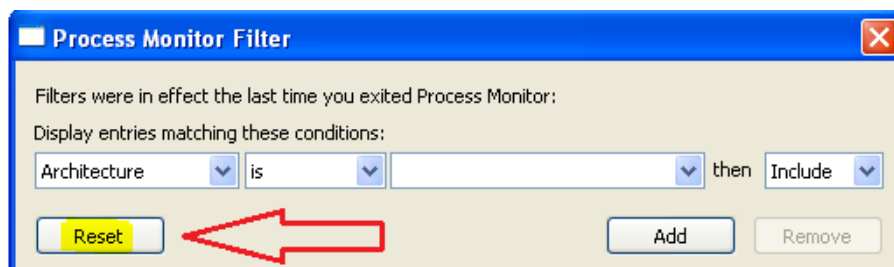 Process Monitor Filter
Filters were in effect the last time you exited Process Monitor:
Display entries matching these conditions:
Architecture is then Include
Reset Add Remove